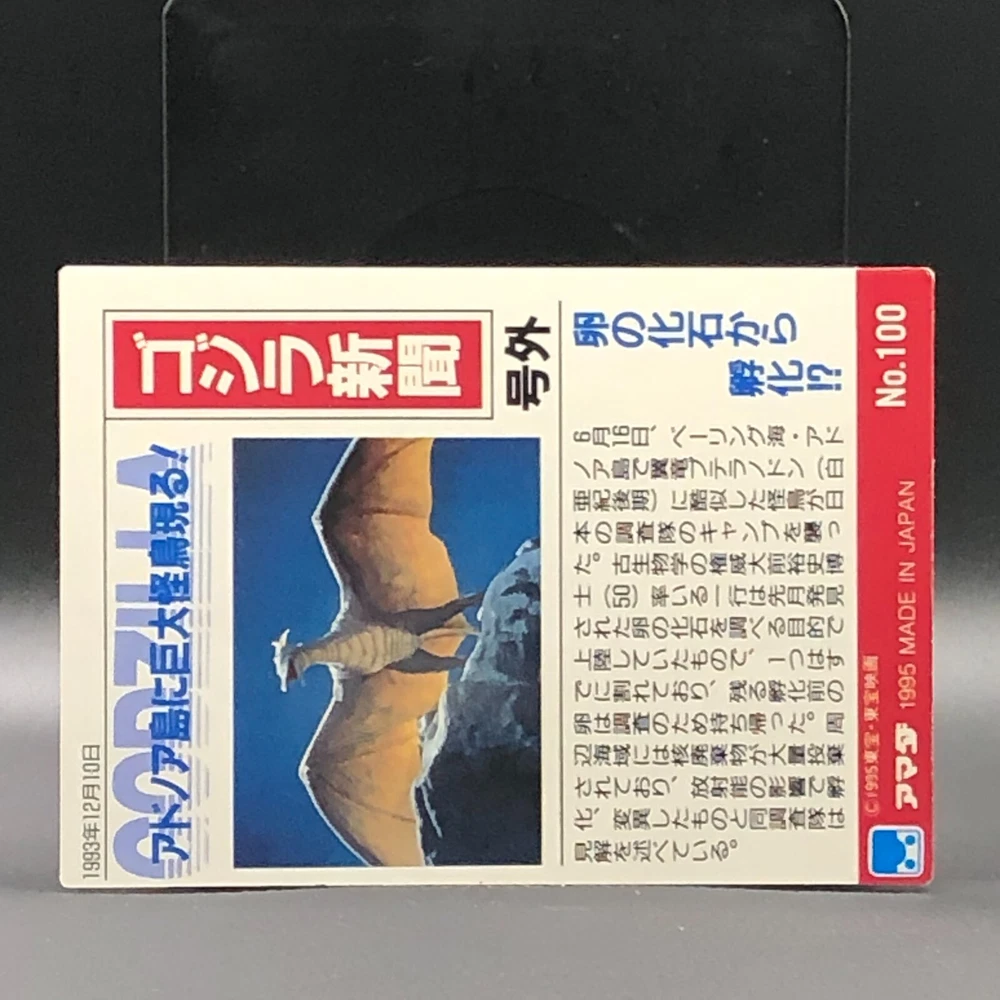 1993年12月10日
GODZILLA
アドノア島に巨大怪鳥現る!
ゴジラ新聞
号外
卵の化石から
孵化!?
6月16日、ベーリング海・アド
ノア島で翼竜プテランドン(白
亜紀後期)に酷似した怪鳥が日
本の調査隊のキャンプを襲っ
た。古生物学の権威大前裕史博
士(50)率いる一行は先月発見
された卵の化石を調べる目的で
上陸していたもので、1つはす
でに割れており、残る孵化前の
卵は調査のため持ち帰った。周
辺海域には核廃棄物が大量投棄
されており、放射能の影響で孵
化、変異したものと同調査隊は
見解を述べている。
©1995東宝・東宝映画
アマダ 1995 MADE IN JAPAN
No.100